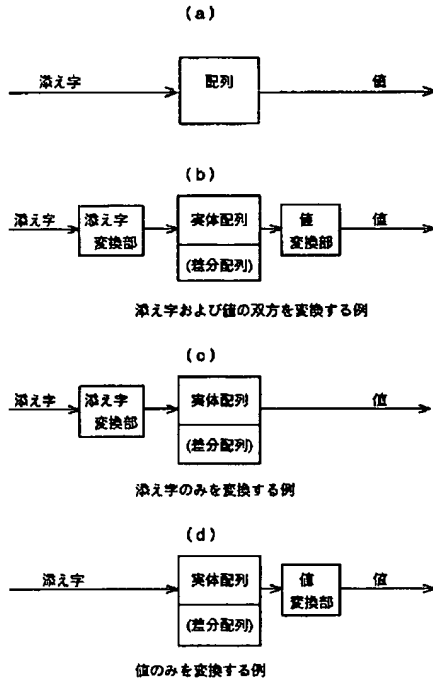 (a)
添え字 配列 値
(b)
添え字 添え字 実体配列 値 値
変換部 (差分配列) 変換部
添え字および値の双方を変換する例
(c)
添え字 添え字 実体配列 値
変換部 (差分配列)
添え字のみを変換する例
(d)
添え字 実体配列 値 値
(差分配列) 変換部
値のみを変換する例